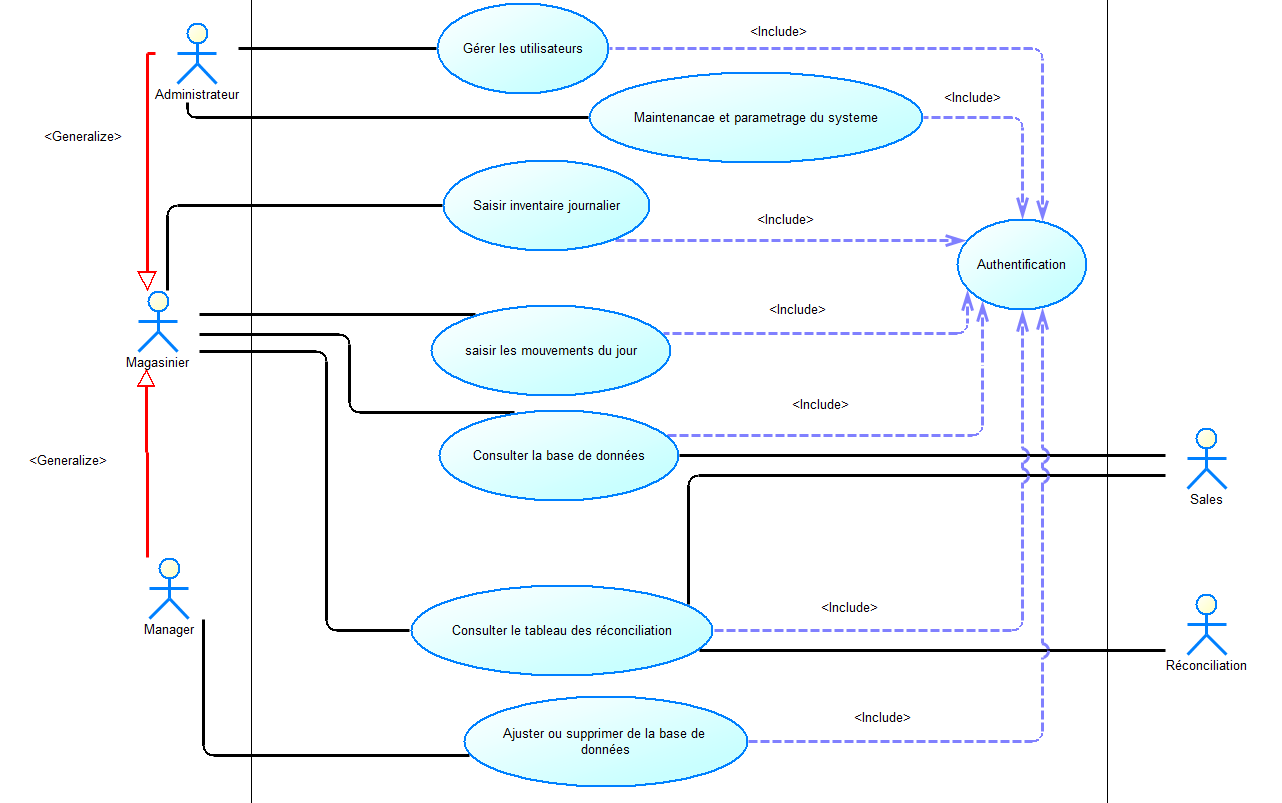 <Include>
Gérer les utilisateurs
Administrateur
<Include>
Maintenancae et parametrage du systeme
<Generalize>
Saisir inventaire journalier
<Include>
Authentification
<Include>
saisir les mouvements du jour
Magasinier
<Include>
Consulter la base de données
<Generalize>
Sales
<Include>
Manager
Consulter le tableau des réconciliation
Réconciliation
<Include>
Ajuster ou supprimer de la base de
données